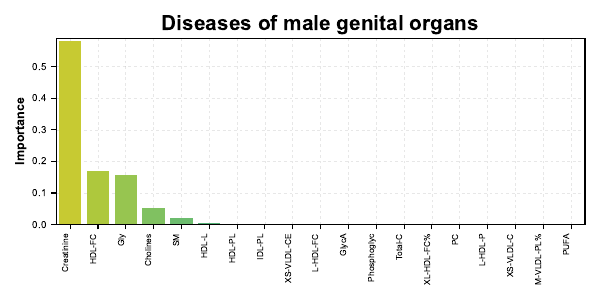 Diseases of male genital organs
Importance
0.5
0.4
0.3
0.2
0.1
0.0
Creatinine
HDL-FC
Gly
Cholines
SM
HDL-L
HDL-PL
IDL-PL
XS-VLDL-CE
L-HDL-FC
GlycA
Phosphoglyc
Total-C
XL-HDL-FC%
PC
L-HDL-P
XS-VLDL-C
M-VLDL-PL%
PUFA